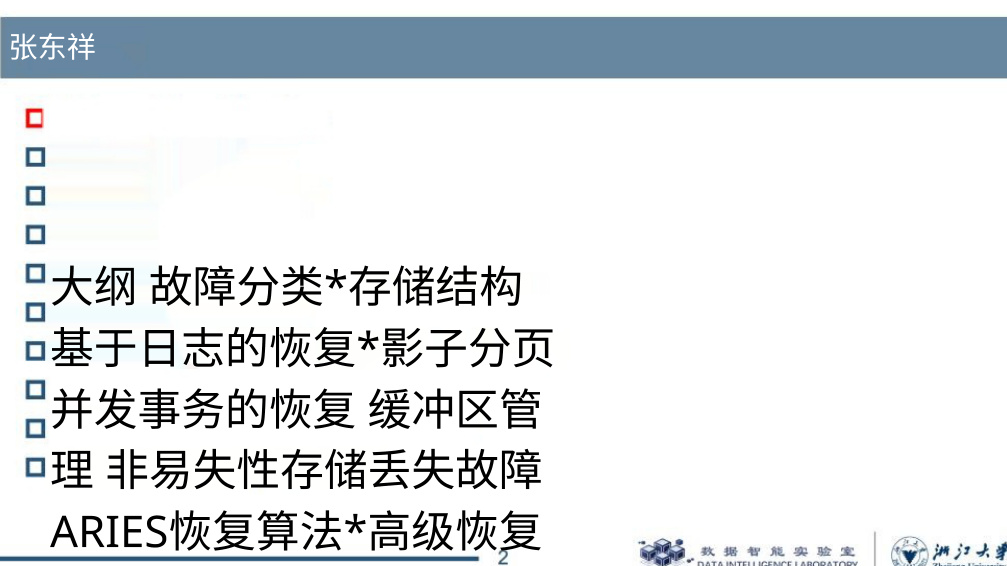 张东祥
大纲 故障分类*存储结构
基于日志的恢复*影子分页
并发事务的恢复 缓冲区管
理 非易失性存储丢失故障
ARIES恢复算法*高级恢复
2
数据智能实验室
DATA INTELLIGENCE LABORATORY
浙江大学